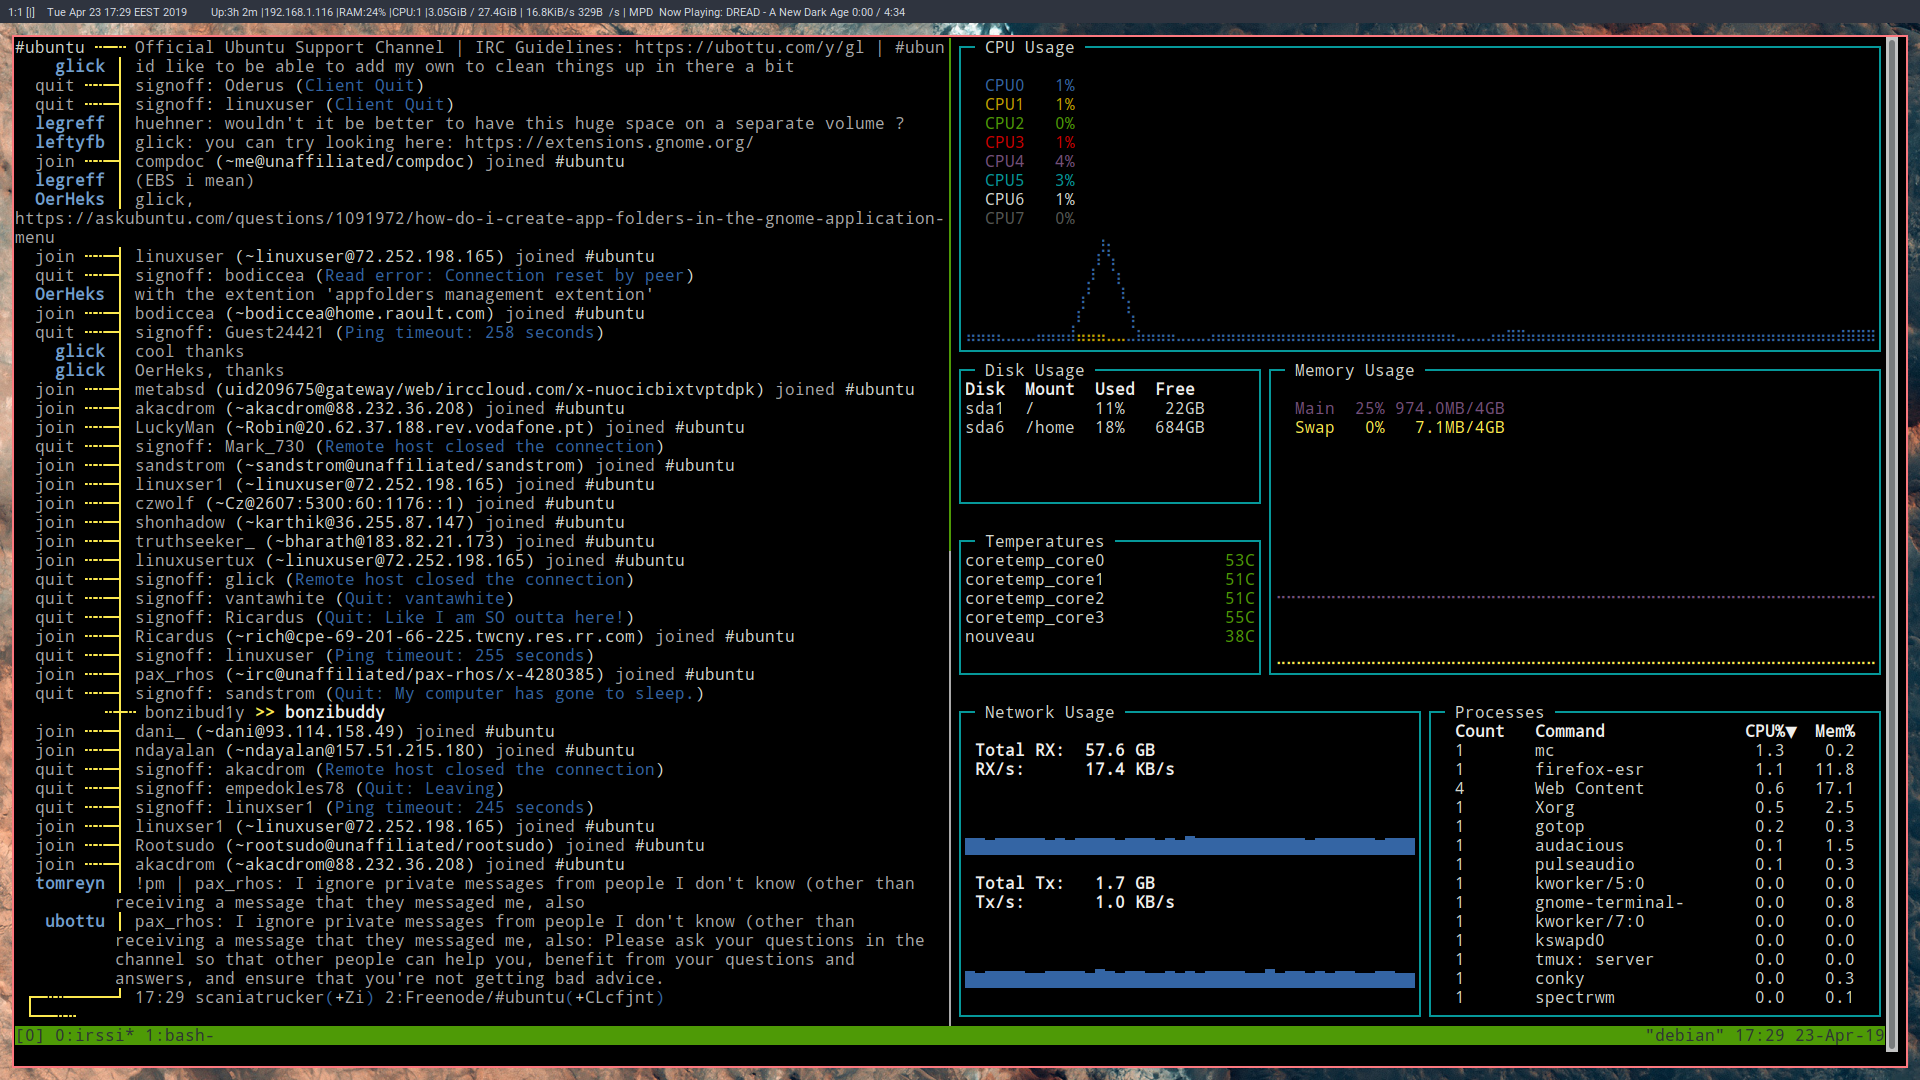 1:1 [|] Tue Apr 23 17:29 EEST 2019 Up:3h 2m |192.168.1.116 |RAM:24% |CPU:1 |3.05GiB / 27.4GiB | 16.8KiB/s 329B /s | MPD Now Playing: DREAD - A New Dark Age 0:00 / 4:34
#ubuntu Official Ubuntu Support Channel | IRC Guidelines: https://ubottu.com/y/gl | #ubun
glick id like to be able to add my own to clean things up in there a bit
quit signoff: Oderus (Client Quit)
quit signoff: linuxuser (Client Quit)
legreff huehner: wouldn't it be better to have this huge space on a separate volume ?
leftyfb glick: you can try looking here: https://extensions.gnome.org/
join compdoc (~me@unaffiliated/compdoc) joined #ubuntu
legreff (EBS i mean)
OerHeks glick,
https://askubuntu.com/questions/1091972/how-do-i-create-app-folders-in-the-gnome-application-
menu
join linuxuser (~linuxuser@72.252.198.165) joined #ubuntu
quit signoff: bodiccea (Read error: Connection reset by peer)
OerHeks with the extention 'appfolders management extention'
join bodiccea (~bodiccea@home.raoult.com) joined #ubuntu
quit signoff: Guest24421 (Ping timeout: 258 seconds)
glick cool thanks
glick OerHeks, thanks
join metabsd (uid209675@gateway/web/irccloud.com/x-nuocicbixtvptdpk) joined #ubuntu
join akacdrom (~akacdrom@88.232.36.208) joined #ubuntu
join LuckyMan (~Robin@20.62.37.188.rev.vodafone.pt) joined #ubuntu
quit signoff: Mark_730 (Remote host closed the connection)
join sandstrom (~sandstrom@unaffiliated/sandstrom) joined #ubuntu
join linuxser1 (~linuxuser@72.252.198.165) joined #ubuntu
join czwolf (~Cz@2607:5300:60:1176::1) joined #ubuntu
join shonhadow (~karthik@36.255.87.147) joined #ubuntu
join truthseeker_ (~bharath@183.82.21.173) joined #ubuntu
join linuxusertux (~linuxuser@72.252.198.165) joined #ubuntu
quit signoff: glick (Remote host closed the connection)
quit signoff: vantawhite (Quit: vantawhite)
quit signoff: Ricardus (Quit: Like I am SO outta here!)
join Ricardus (~rich@cpe-69-201-66-225.twcny.res.rr.com) joined #ubuntu
quit signoff: linuxuser (Ping timeout: 255 seconds)
join pax_rhos (~irc@unaffiliated/pax-rhos/x-4280385) joined #ubuntu
quit signoff: sandstrom (Quit: My computer has gone to sleep.)
bonzibud1y >> bonzibuddy
join dani_ (~dani@93.114.158.49) joined #ubuntu
join ndayalan (~ndayalan@157.51.215.180) joined #ubuntu
quit signoff: akacdrom (Remote host closed the connection)
quit signoff: empedokles78 (Quit: Leaving)
quit signoff: linuxser1 (Ping timeout: 245 seconds)
join linuxser1 (~linuxuser@72.252.198.165) joined #ubuntu
join Rootsudo (~rootsudo@unaffiliated/rootsudo) joined #ubuntu
join akacdrom (~akacdrom@88.232.36.208) joined #ubuntu
tomreyn !pm | pax_rhos: I ignore private messages from people I don't know (other than
receiving a message that they messaged me, also
ubottu pax_rhos: I ignore private messages from people I don't know (other than
receiving a message that they messaged me, also: Please ask your questions in the
channel so that other people can help you, benefit from your questions and
answers, and ensure that you're not getting bad advice.
17:29 scaniatrucker(+Zi) 2:Freenode/#ubuntu(+CLcfjnt)
CPU Usage
CPU0 1%
CPU1 1%
CPU2 0%
CPU3 1%
CPU4 4%
CPU5 3%
CPU6 1%
CPU7 0%
Disk Usage
Disk Mount Used Free
sda1 / 11% 22GB
sda6 /home 18% 684GB
Memory Usage
Main 25% 974.0MB/4GB
Swap 0% 7.1MB/4GB
Temperatures
coretemp_core0 53C
coretemp_core1 51C
coretemp_core2 51C
coretemp_core3 55C
nouveau 38C
Network Usage
Total RX: 57.6 GB
RX/s: 17.4 KB/s
Total Tx: 1.7 GB
Tx/s: 1.0 KB/s
Processes
Count Command CPU%▼ Mem%
1 mc 1.3 0.2
1 firefox-esr 1.1 11.8
4 Web Content 0.6 17.1
1 Xorg 0.5 2.5
1 gotop 0.2 0.3
1 audacious 0.1 1.5
1 pulseaudio 0.1 0.3
1 kworker/5:0 0.0 0.0
1 gnome-terminal- 0.0 0.8
1 kworker/7:0 0.0 0.0
1 kswapd0 0.0 0.0
1 tmux: server 0.0 0.0
1 conky 0.0 0.3
1 spectrwm 0.0 0.1
[0] 0:irssi* 1:bash- "debian" 17:29 23-Apr-19